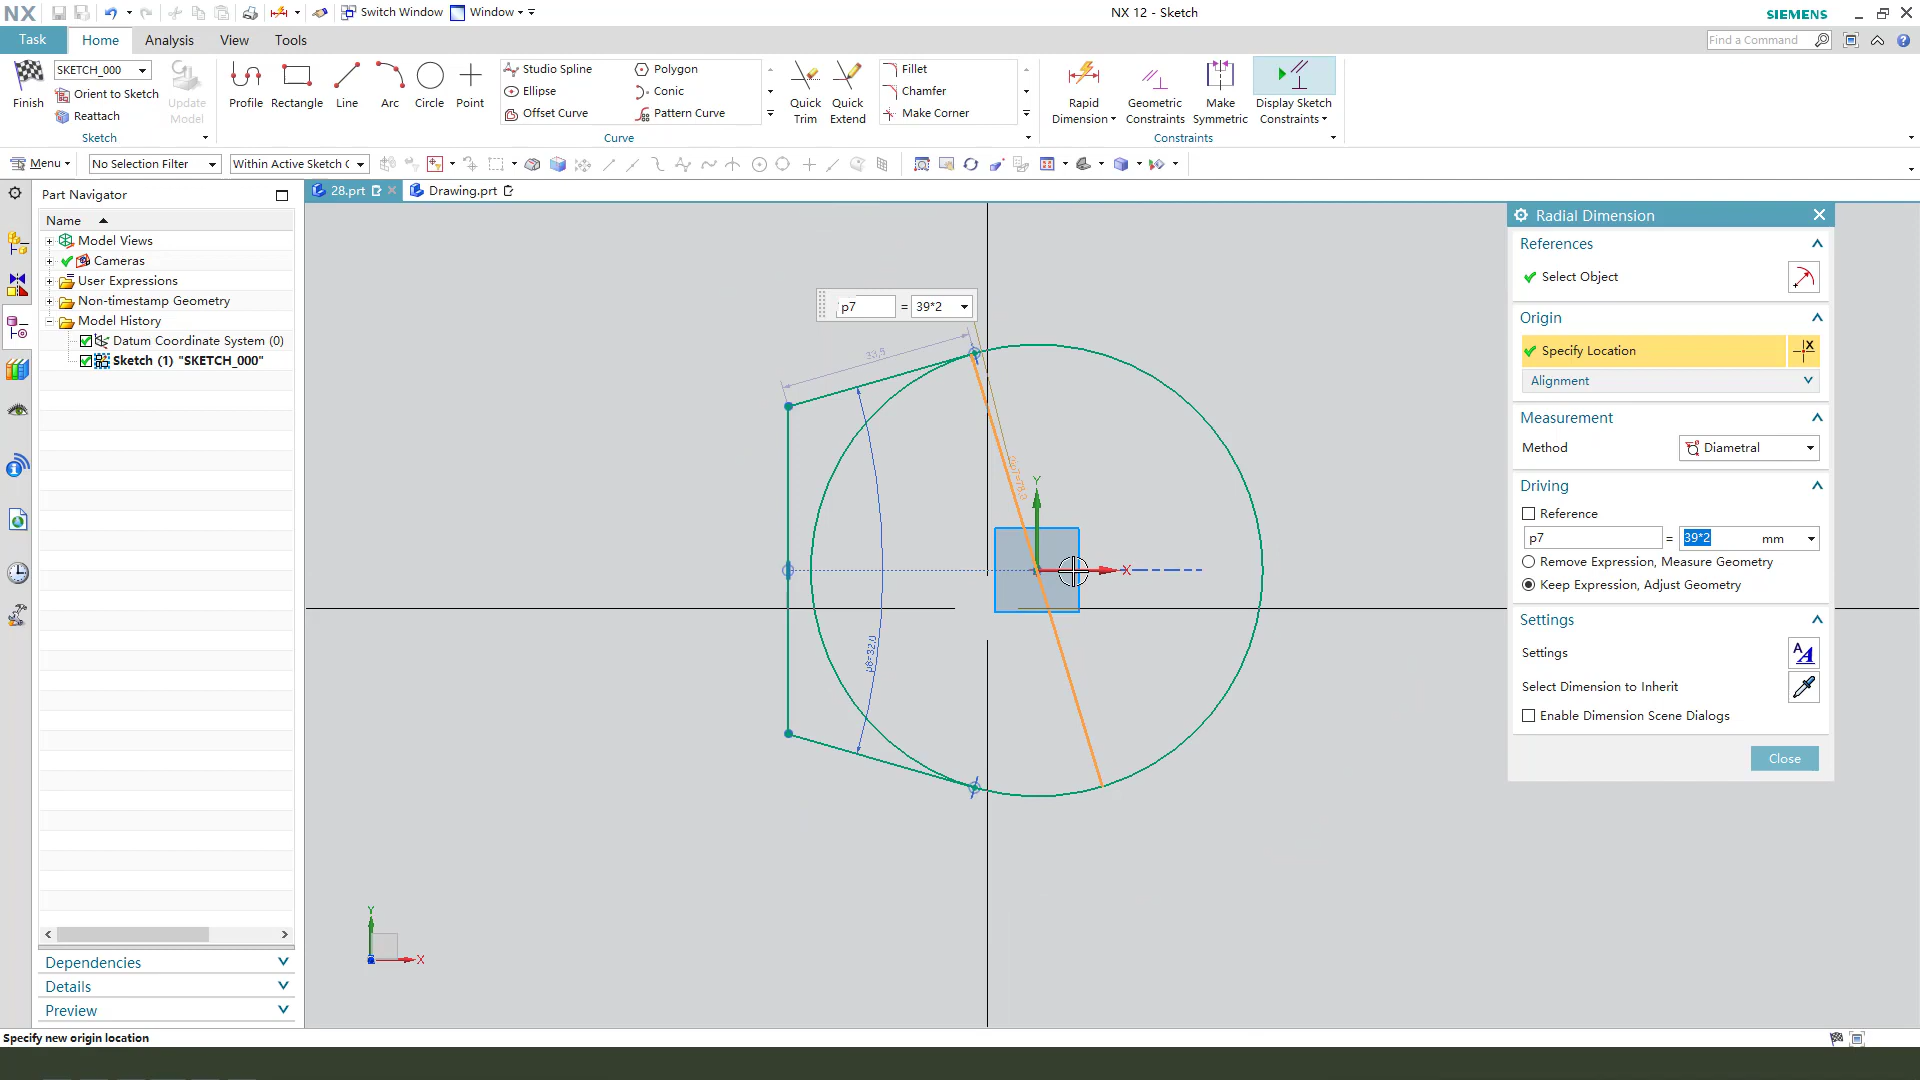 NX
Switch Window
Window
NX 12 - Sketch
SIEMENS
Task
Home
Analysis
View
Tools
Find a Command
Finish
SKETCH_000
Orient to Sketch
Reattach
Update
Model
Profile
Rectangle
Line
Arc
Circle
Point
Studio Spline
Polygon
Ellipse
Conic
Offset Curve
Pattern Curve
Quick
Trim
Quick
Extend
Fillet
Chamfer
Make Corner
Rapid
Dimension
Geometric
Constraints
Make
Symmetric
Display Sketch
Constraints
Sketch
Curve
Constraints
Menu
No Selection Filter
Within Active Sketch
Part Navigator
28.prt
Drawing.prt
Name
Model Views
Cameras
User Expressions
Non-timestamp Geometry
Model History
Datum Coordinate System (0)
Sketch (1) "SKETCH_000"
Dependencies
Details
Preview
p7 = 39*2
33,5
Y
X
Y
X
Radial Dimension
References
Select Object
Origin
Specify Location
Alignment
Measurement
Method
Diametral
Driving
Reference
p7 = 39*2 mm
Remove Expression, Measure Geometry
Keep Expression, Adjust Geometry
Settings
Settings
Select Dimension to Inherit
Enable Dimension Scene Dialogs
Close
Specify new origin location